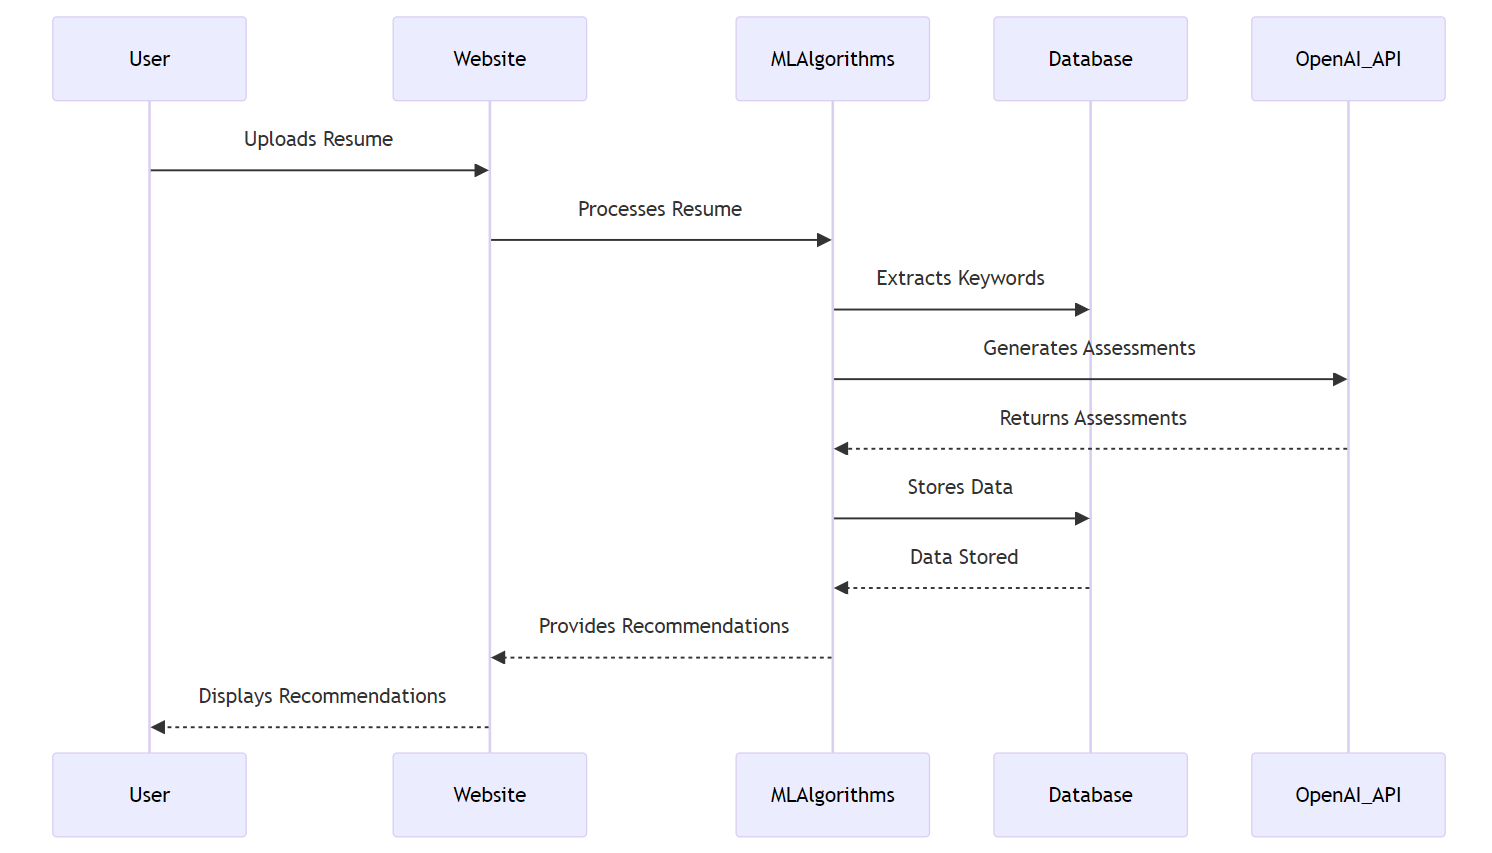 User
Website
MLAlgorithms
Database
OpenAI_API
Uploads Resume
Processes Resume
Extracts Keywords
Generates Assessments
Returns Assessments
Stores Data
Data Stored
Provides Recommendations
Displays Recommendations
User
Website
MLAlgorithms
Database
OpenAI_API